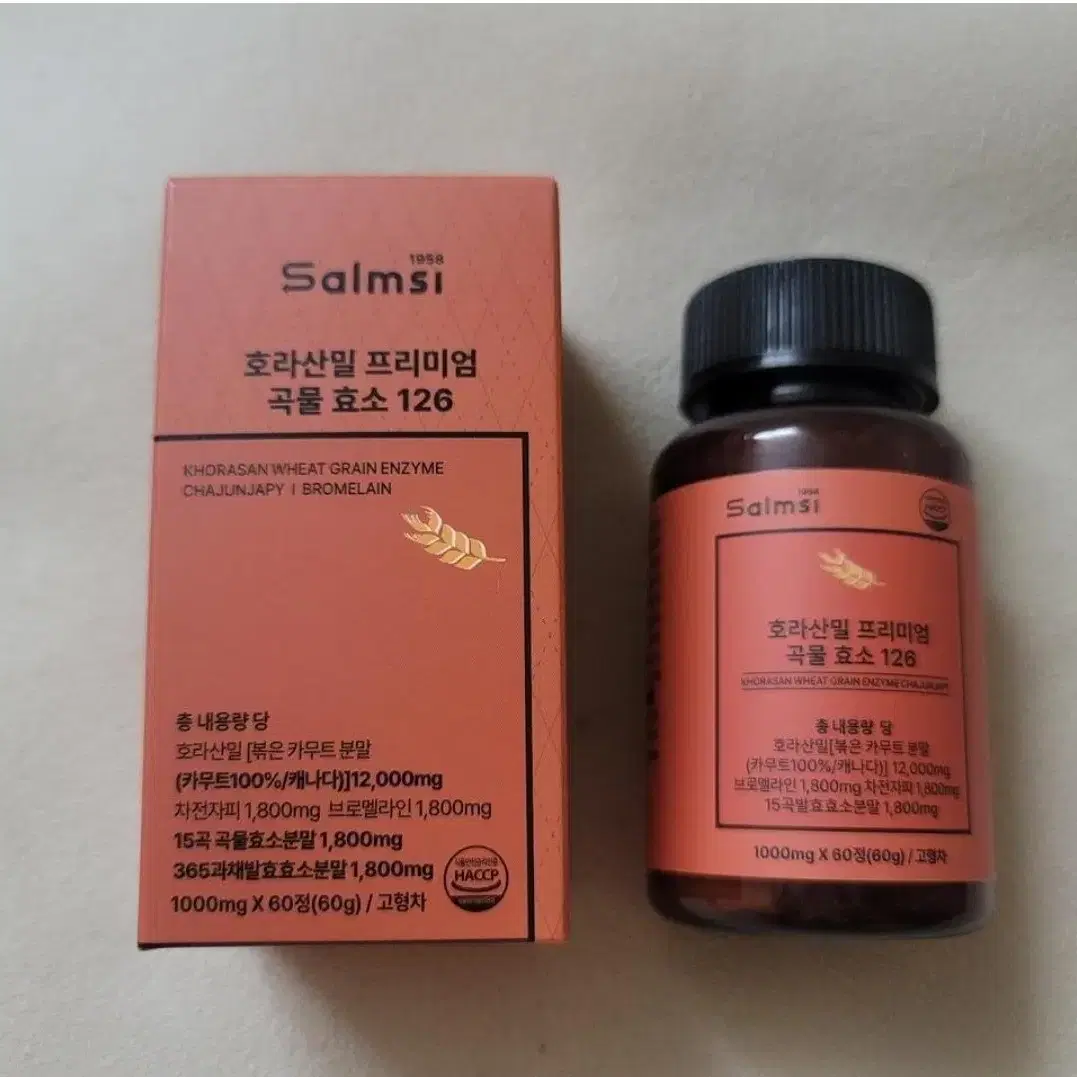 Salmsi
1958
호라산밀 프리미엄
곡물 효소 126
KHORASAN WHEAT GRAIN ENZYME
CHAJUNJAPY I BROMELAIN
총 내용량 당
호라산밀 [볶은 카무트 분말
(카무트100%/캐나다)]12,000mg
차전자피 1,800mg 브로멜라인 1,800mg
15곡 곡물효소분말 1,800mg
365과채발효효소분말 1,800mg
1000mg X 60정(60g) / 고형차
HACCP
Salmsi
1958
호라산밀 프리미엄
곡물 효소 126
KHORASAN WHEAT GRAIN ENZYME CHAJUNJAPY
총 내용량 당
호라산밀[볶은 카무트 분말
(카무트100%/캐나다)] 12,000mg
브로멜라인 1,800mg 차전자피 1,800mg
15곡발효효소분말 1,800mg
1000mg X 60정(60g) / 고형차